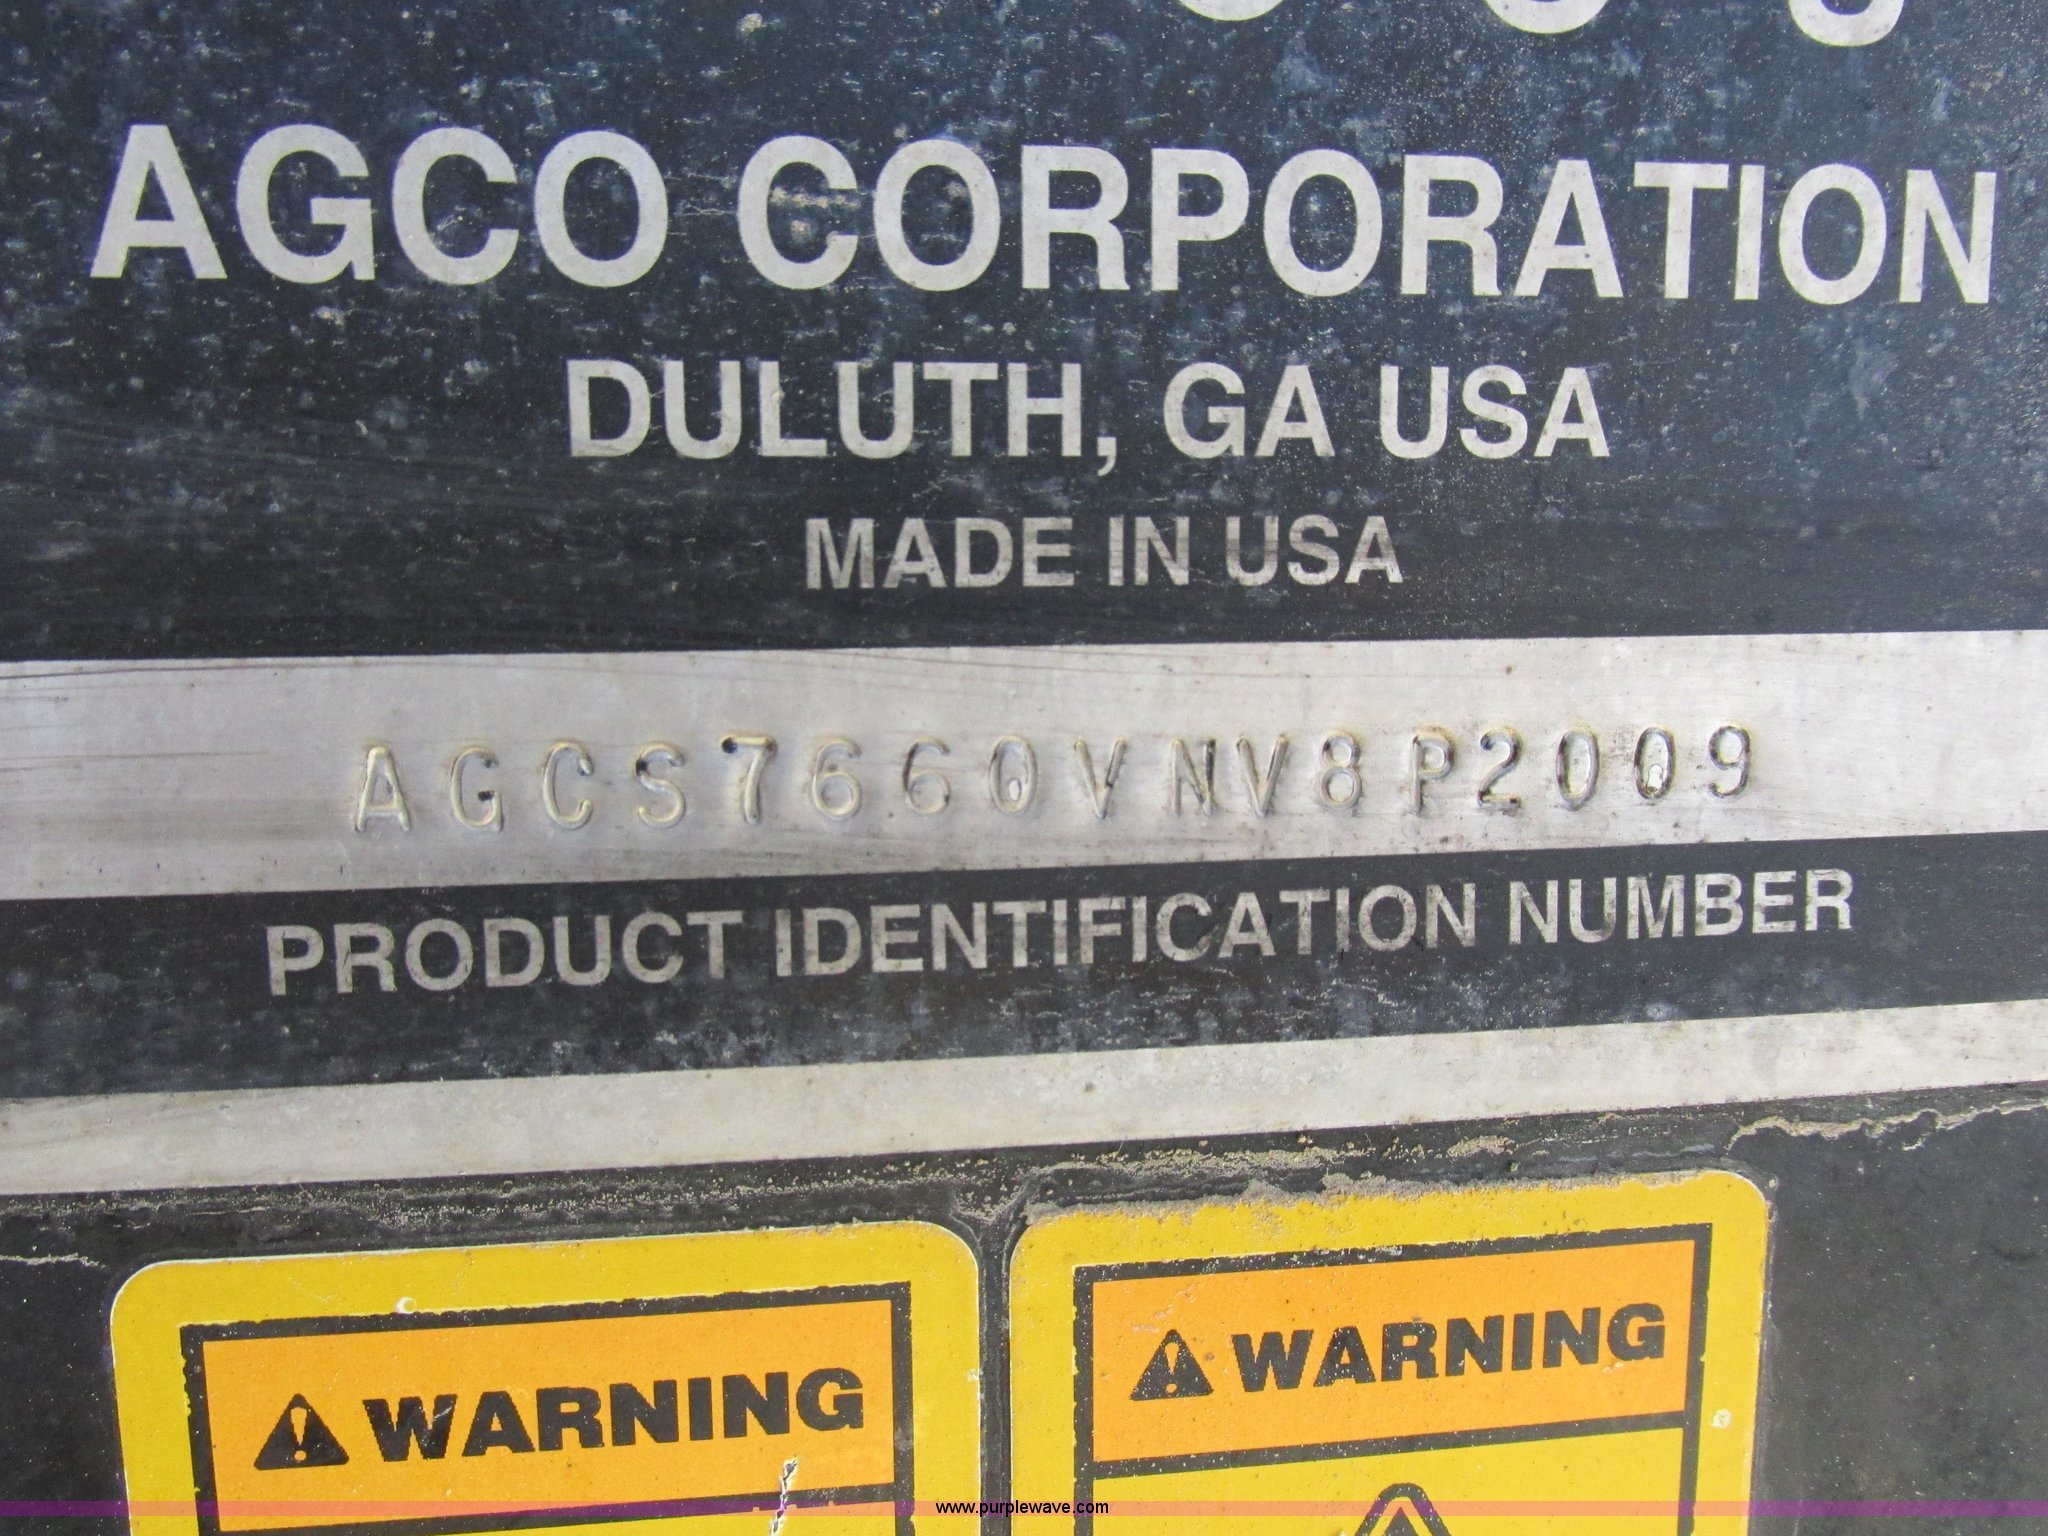 AGCO CORPORATION
DULUTH, GA USA
MADE IN USA
AGCS7660VNV8P2009
PRODUCT IDENTIFICATION NUMBER
WARNING
WARNING
www.purplewave.com